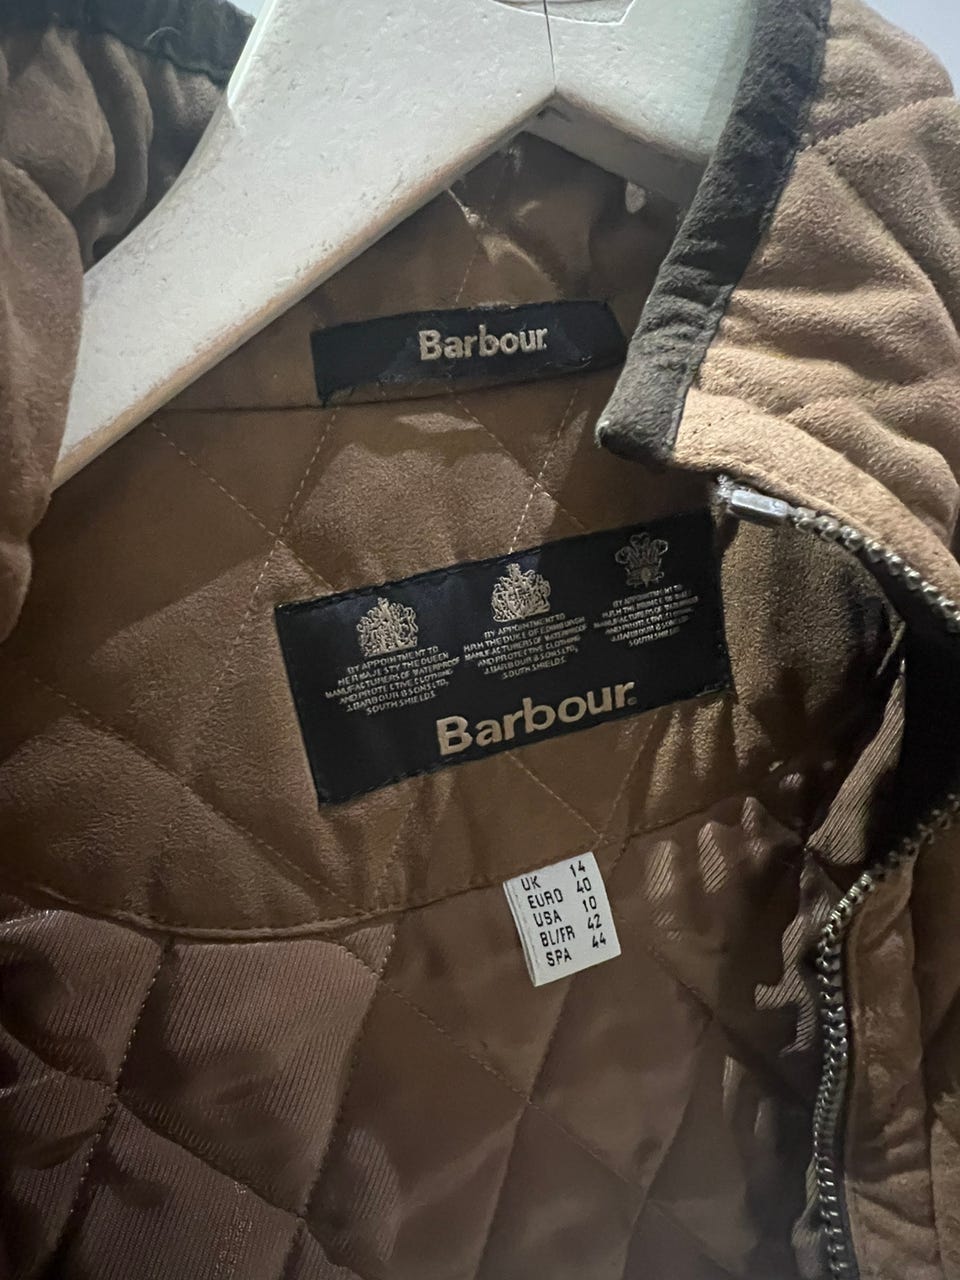 Barbour
BY APPOINTMENT TO
HER MAJESTY THE QUEEN
MANUFACTURERS OF WATERPROOF
AND PROTECTIVE CLOTHING
J.BARBOUR & SONS LTD,
SOUTH SHIELDS
BY APPOINTMENT TO
H.R.H THE DUKE OF EDINBURGH
MANUFACTURERS OF WATERPROOF
AND PROTECTIVE CLOTHING
J.BARBOUR & SONS LTD,
SOUTH SHIELDS
BY APPOINTMENT TO
H.R.H THE PRINCE OF WALES
MANUFACTURERS OF WATERPROOF
AND PROTECTIVE CLOTHING
J.BARBOUR & SONS LTD,
SOUTH SHIELDS
Barbour
UK 14
EURO 40
USA 10
BL/FR 42
SPA 44